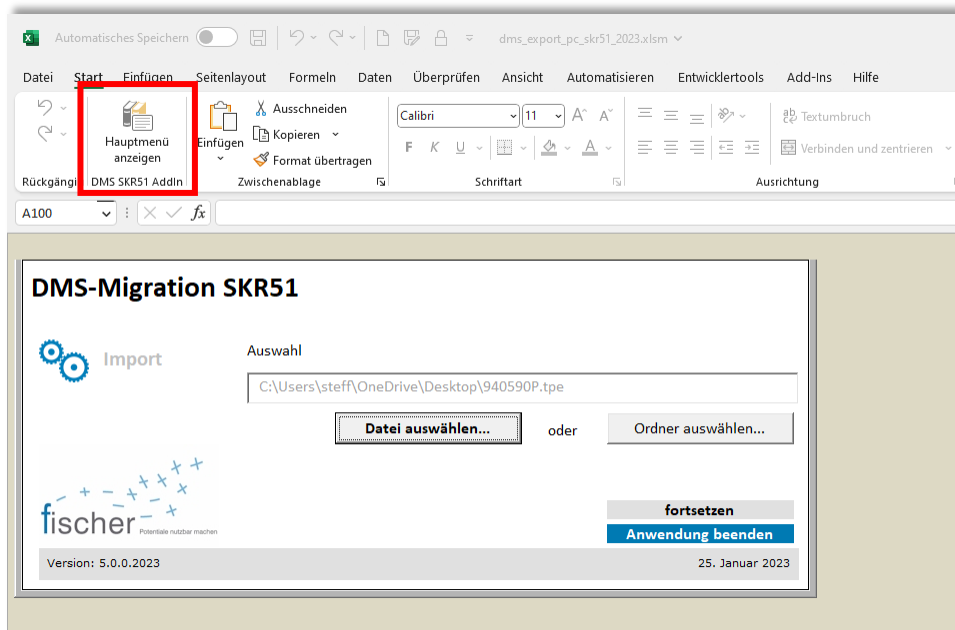 Automatisches Speichern
dms_export_pc_skr51_2023.xlsm
Datei Start Einfügen Seitenlayout Formeln Daten Überprüfen Ansicht Automatisieren Entwicklertools Add-Ins Hilfe
Hauptmenü
anzeigen
Einfügen
Ausschneiden
Kopieren
Format übertragen
Calibri 11 A^ A˅
F K U A
ab Textumbruch
Verbinden und zentrieren
Rückgängi DMS SKR51 AddIn Zwischenablage Schriftart Ausrichtung
A100 fx
DMS-Migration SKR51
Import
Auswahl
C:\Users\steff\OneDrive\Desktop\940590P.tpe
Datei auswählen... oder Ordner auswählen...
fischer Potentiale nutzbar machen
fortsetzen
Anwendung beenden
Version: 5.0.0.2023 25. Januar 2023